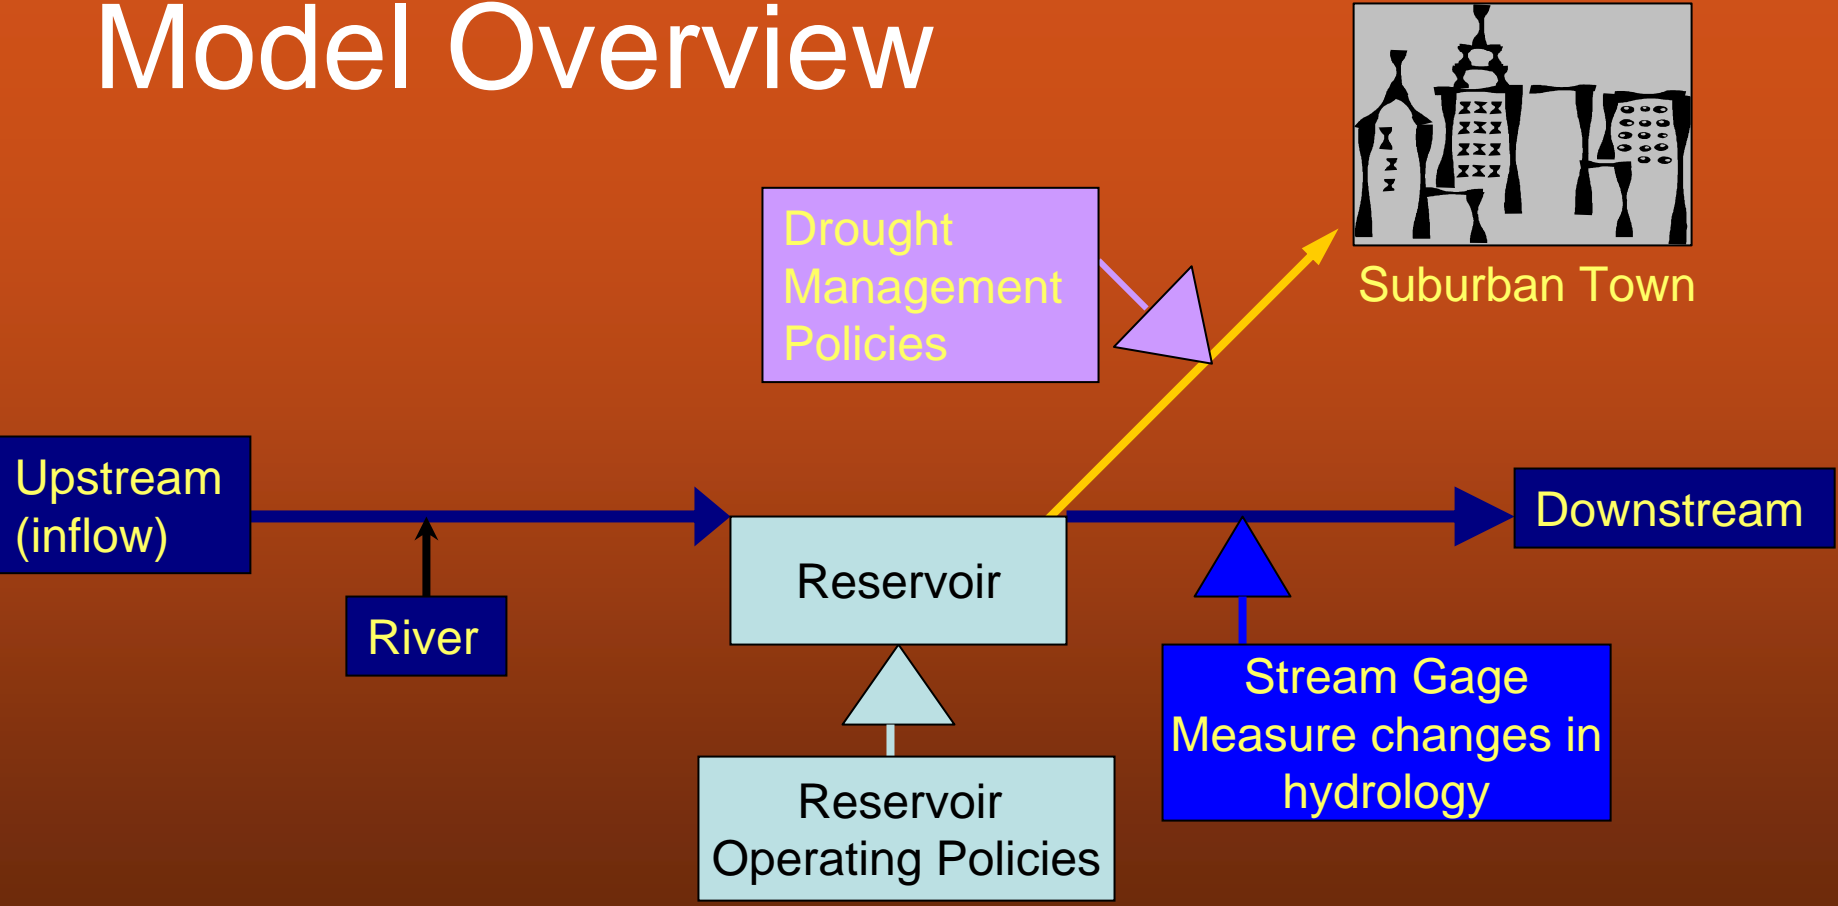 Model Overview
Drought
Management
Policies
Suburban Town
Upstream
(inflow)
Downstream
Reservoir
River
Stream Gage
Measure changes in
hydrology
Reservoir
Operating Policies